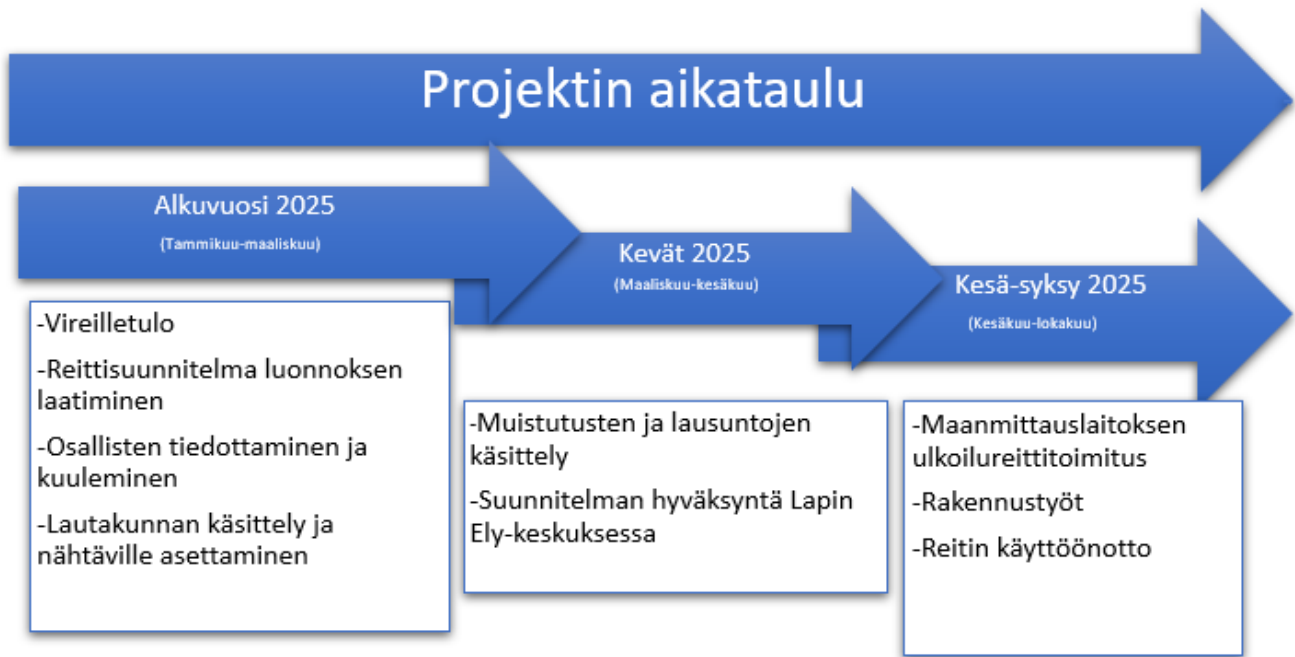 Projektin aikataulu
Alkuvuosi 2025
(Tammikuu-maaliskuu)
-Vireilletulo
-Reittisuunnitelma luonnoksen
laatiminen
-Osallisten tiedottaminen ja
kuuleminen
-Lautakunnan käsittely ja
nähtäville asettaminen
Kevät 2025
(Maaliskuu-kesäkuu)
-Muistutusten ja lausuntojen
käsittely
-Suunnitelman hyväksyntä Lapin
Ely-keskuksessa
Kesä-syksy 2025
(Kesäkuu-lokakuu)
-Maanmittauslaitoksen
ulkoilureittitoimitus
-Rakennustyöt
-Reitin käyttöönotto